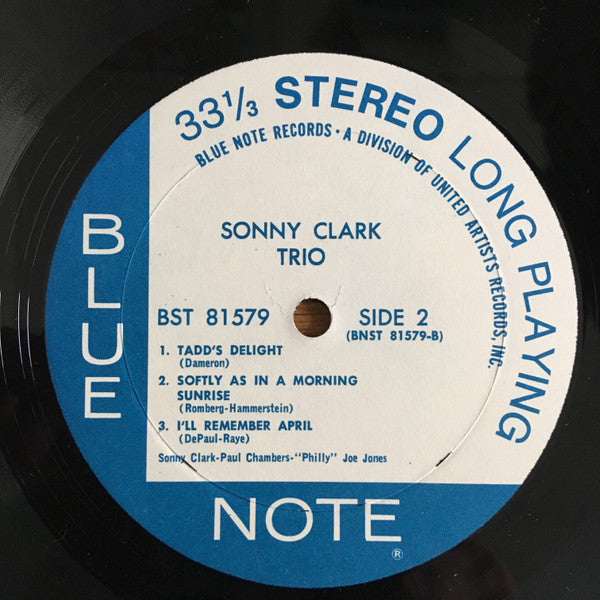 33⅓ STEREO LONG PLAYING
BLUE NOTE RECORDS • A DIVISION OF UNITED ARTISTS RECORDS, INC.
SONNY CLARK
TRIO
BST 81579
SIDE 2
(BNST 81579-B)
1. TADD'S DELIGHT
(Dameron)
2. SOFTLY AS IN A MORNING
SUNRISE
(Romberg-Hammerstein)
3. I'LL REMEMBER APRIL
(DePaul-Raye)
Sonny Clark-Paul Chambers-"Philly" Joe Jones
BLUE
NOTE
®